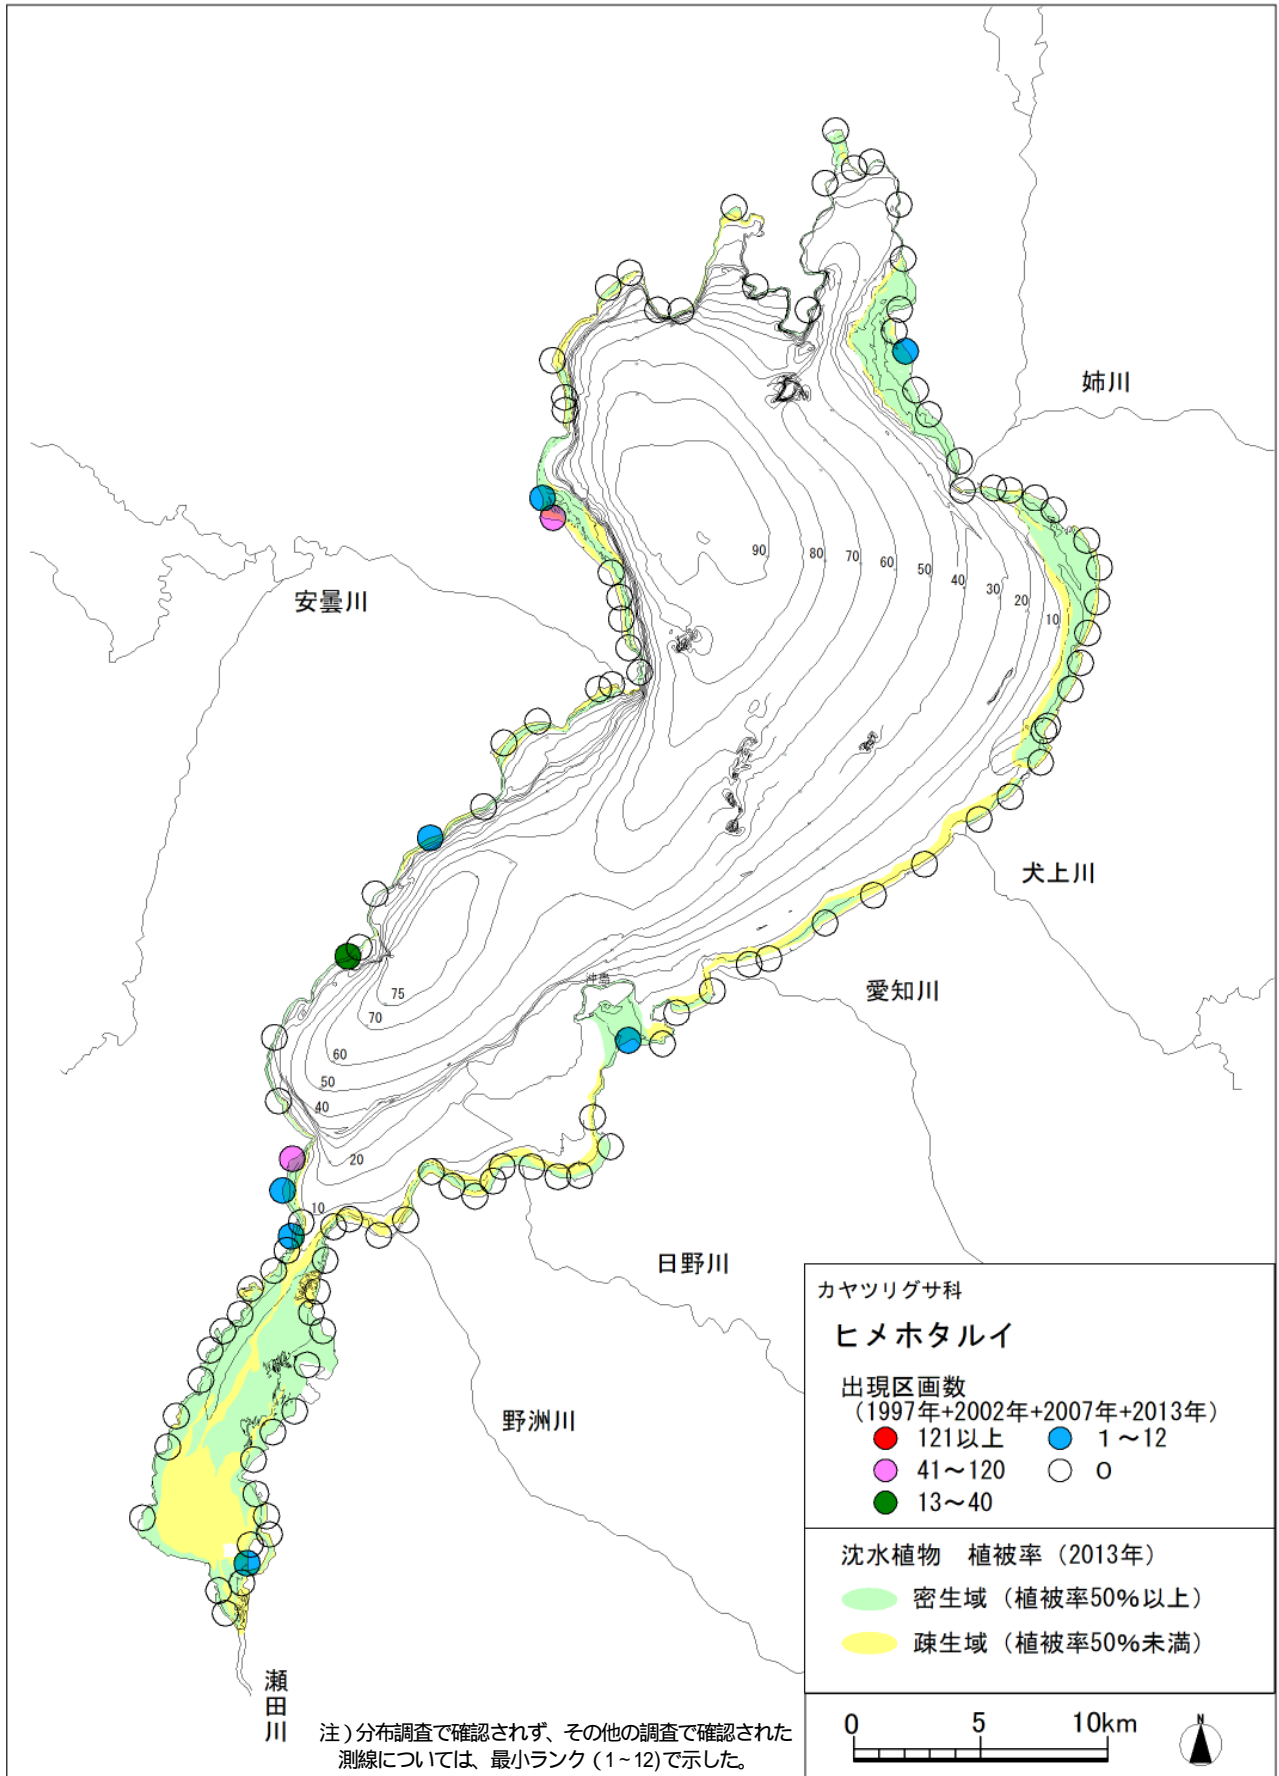 姉川
90
80
70
60
50
40
30
20
10
安曇川
犬上川
沖島
愛知川
75
70
60
50
40
20
10
日野川
野洲川
瀬田川
カヤツリグサ科
ヒメホタルイ
出現区画数
(1997年+2002年+2007年+2013年)
121以上
1～12
41～120
0
13～40
沈水植物 植被率(2013年)
密生域(植被率50%以上)
疎生域(植被率50%未満)
0 5 10km
N
注)分布調査で確認されず、その他の調査で確認された
測線については、最小ランク(1~12)で示した。